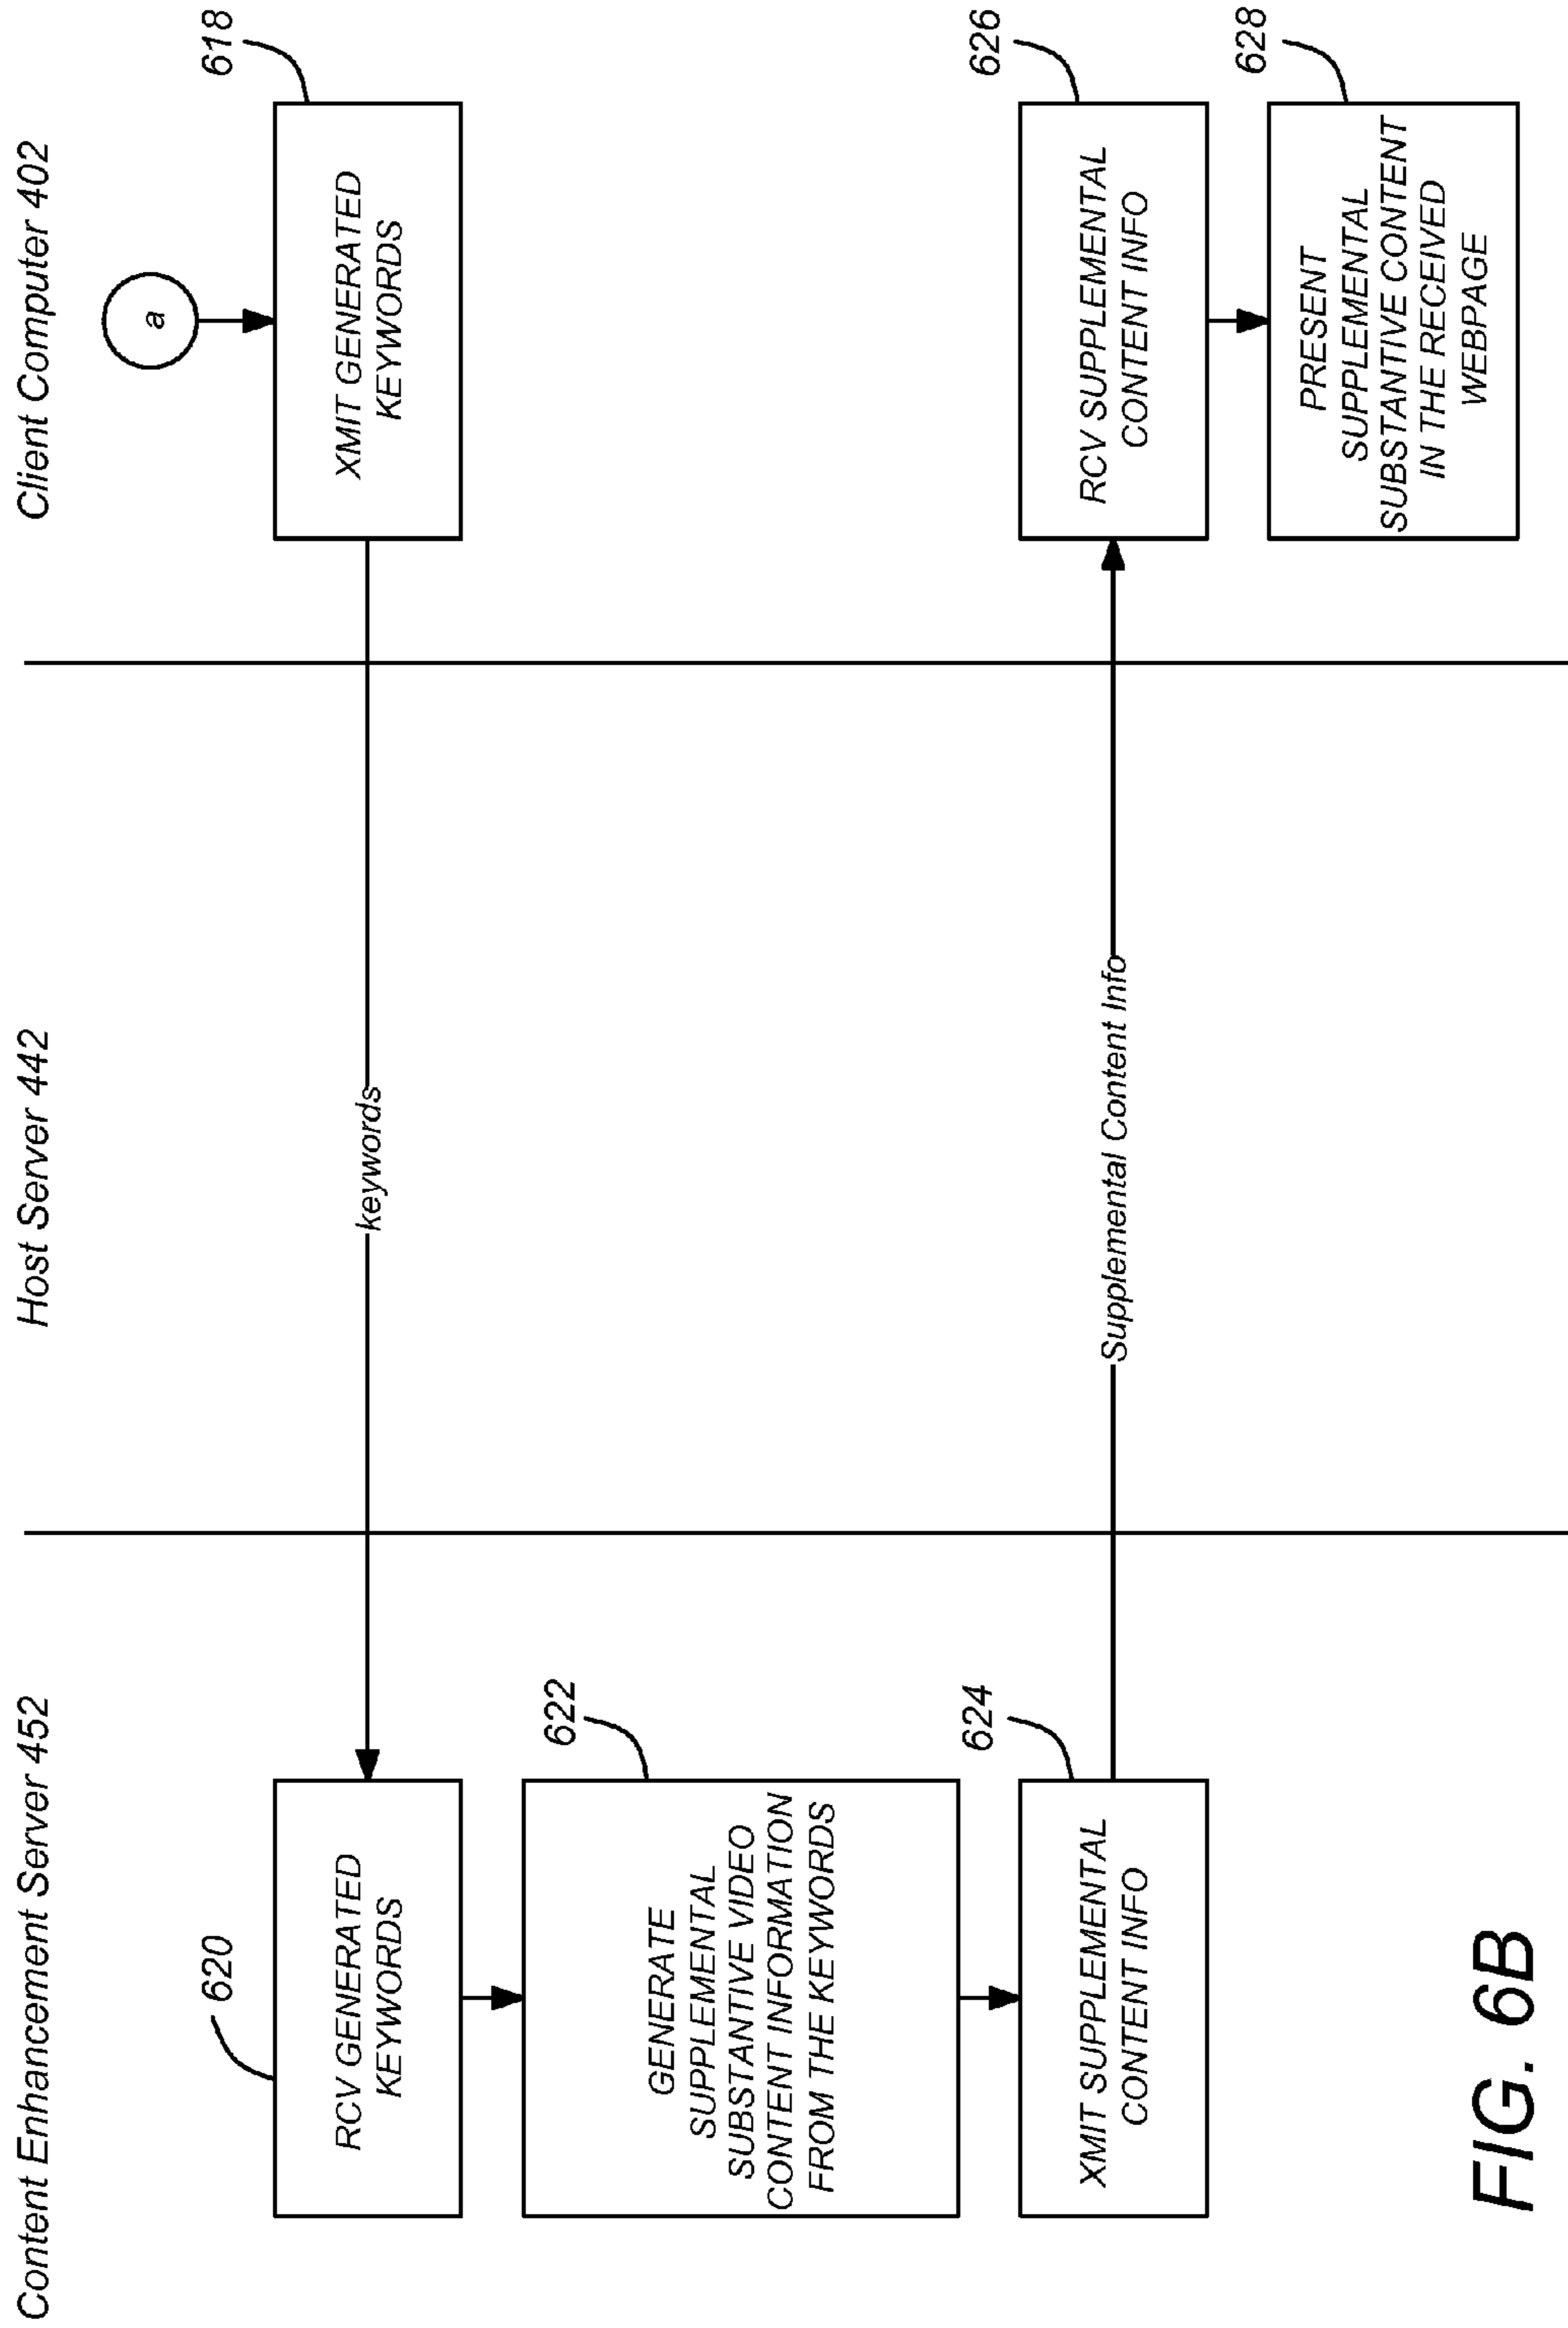 Content Enhancement Server 452
Host Server 442
Client Computer 402
a
620
RCV GENERATED
KEYWORDS
keywords
618
XMIT GENERATED
KEYWORDS
622
GENERATE
SUPPLEMENTAL
SUBSTANTIVE VIDEO
CONTENT INFORMATION
FROM THE KEYWORDS
624
XMIT SUPPLEMENTAL
CONTENT INFO
Supplemental Content Info
626
RCV SUPPLEMENTAL
CONTENT INFO
628
PRESENT
SUPPLEMENTAL
SUBSTANTIVE CONTENT
IN THE RECEIVED
WEBPAGE
FIG. 6B